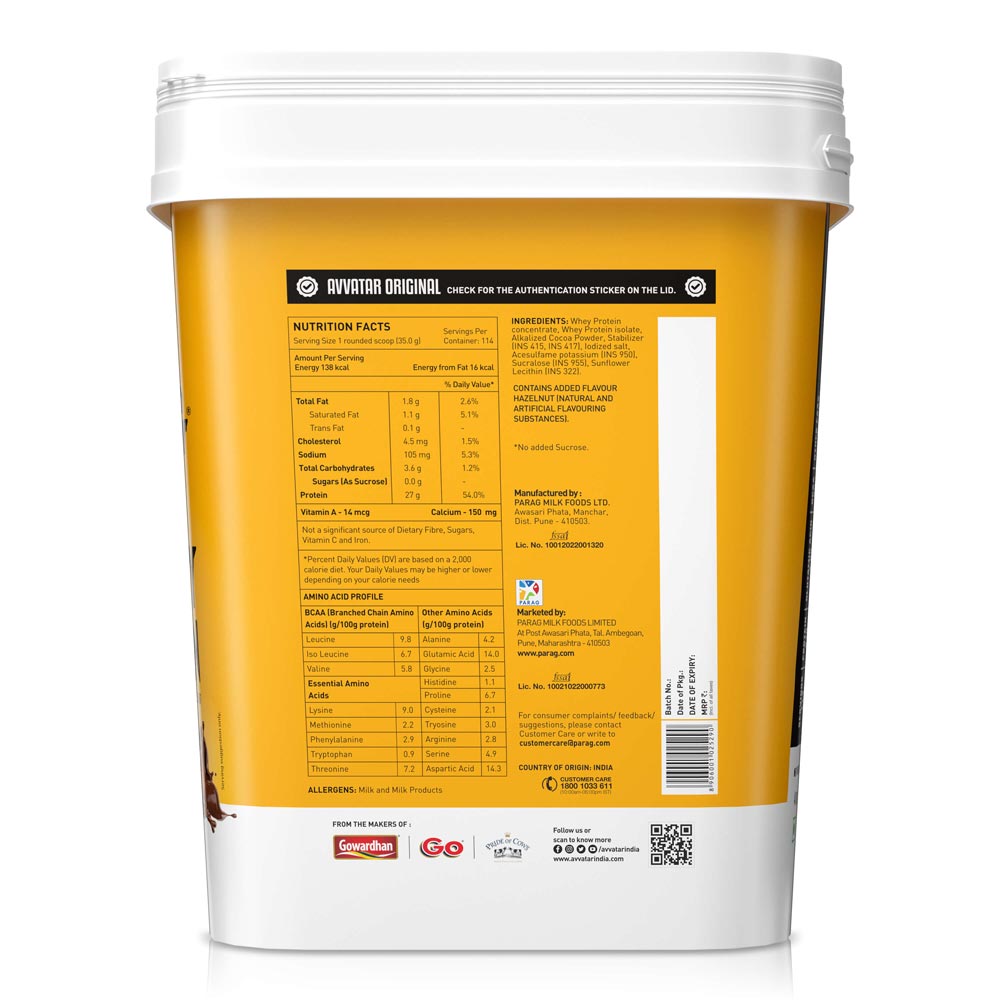 AVVATAR ORIGINAL CHECK FOR THE AUTHENTICATION STICKER ON THE LID.
NUTRITION FACTS
Serving Size 1 rounded scoop (35.0 g)
Servings Per
Container: 114
Amount Per Serving
Energy 138 kcal Energy from Fat 16 kcal
% Daily Value*
Total Fat 1.8 g 2.6%
Saturated Fat 1.1 g 5.1%
Trans Fat 0.1 g -
Cholesterol 4.5 mg 1.5%
Sodium 105 mg 5.3%
Total Carbohydrates 3.6 g 1.2%
Sugars (As Sucrose) 0.0 g -
Protein 27 g 54.0%
Vitamin A - 14 mcg Calcium - 150 mg
Not a significant source of Dietary Fibre, Sugars,
Vitamin C and Iron.
*Percent Daily Values (DV) are based on a 2,000
calorie diet. Your Daily Values may be higher or lower
depending on your calorie needs
AMINO ACID PROFILE
BCAA (Branched Chain Amino
Acids) (g/100g protein)
Leucine 9.8
Iso Leucine 6.7
Valine 5.8
Essential Amino
Acids
Lysine 9.0
Methionine 2.2
Phenylalanine 2.9
Tryptophan 0.9
Threonine 7.2
Other Amino Acids
(g/100g protein)
Alanine 4.2
Glutamic Acid 14.0
Glycine 2.5
Histidine 1.1
Proline 6.7
Cysteine 2.1
Tryosine 3.0
Arginine 2.8
Serine 4.9
Aspartic Acid 14.3
ALLERGENS: Milk and Milk Products
INGREDIENTS: Whey Protein
concentrate, Whey Protein isolate,
Alkalized Cocoa Powder, Stabilizer
(INS 415, INS 417), Iodized salt,
Acesulfame potassium (INS 950),
Sucralose (INS 955), Sunflower
Lecithin (INS 322).
CONTAINS ADDED FLAVOUR
HAZELNUT (NATURAL AND
ARTIFICIAL FLAVOURING
SUBSTANCES).
*No added Sucrose.
Manufactured by :
PARAG MILK FOODS LTD.
Awasari Phata, Manchar,
Dist. Pune - 410503.
fssai
Lic. No. 10012022001320
PARAG
Marketed by:
PARAG MILK FOODS LIMITED
At Post Awasari Phata, Tal. Ambegoan,
Pune, Maharashtra - 410503
www.parag.com
fssai
Lic. No. 10021022000773
For consumer complaints/ feedback/
suggestions, please contact
Customer Care or write to
customercare@parag.com
COUNTRY OF ORIGIN: INDIA
CUSTOMER CARE
1800 1033 611
Batch No.:
Date of Pkg.:
DATE OF EXPIRY:
MRP ₹:
FROM THE MAKERS OF :
Gowardhan
Go
PRIDE OF COWS
Follow us or
scan to know more
/avvatarindia
www.avvatarindia.com